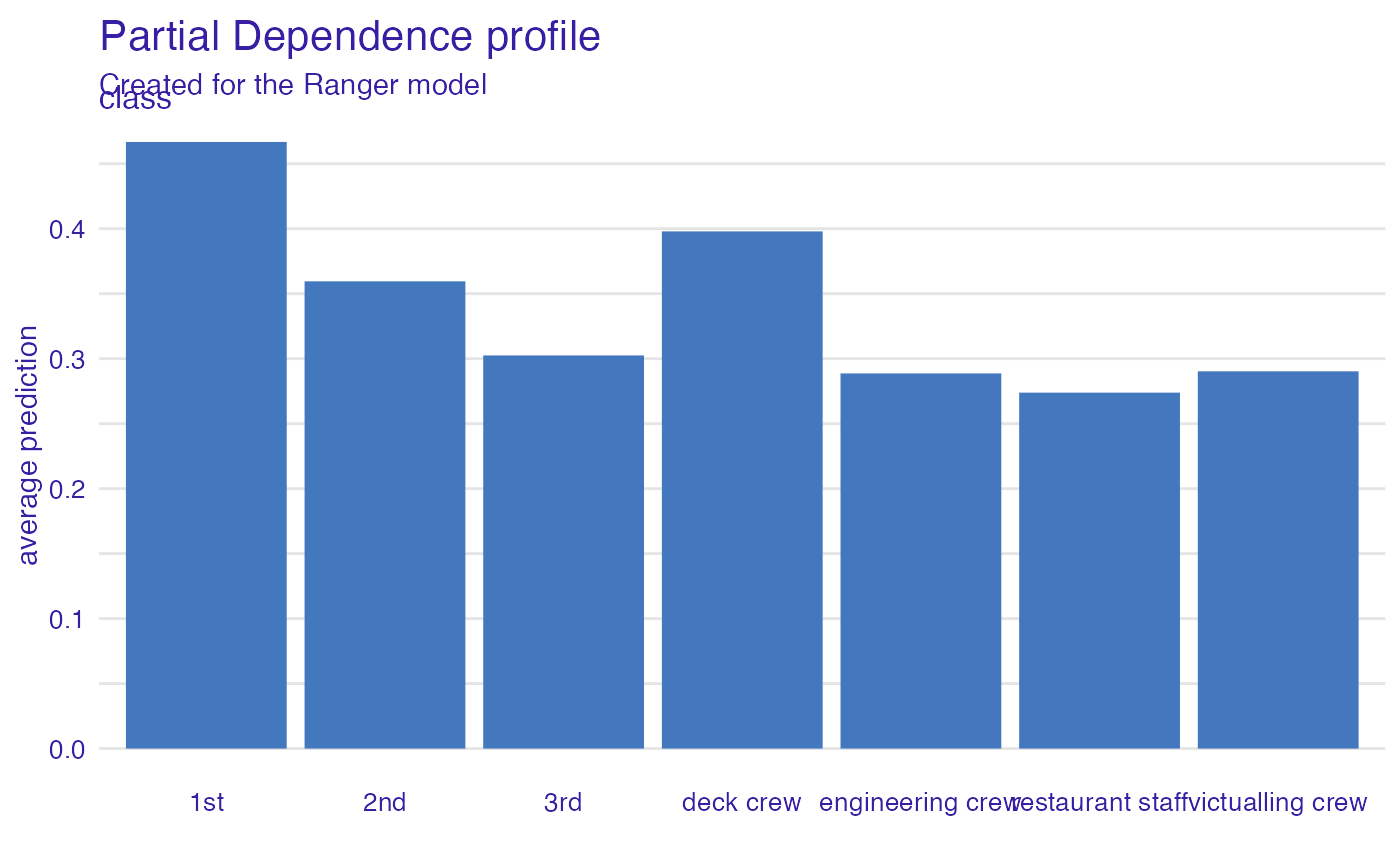 Partial Dependence profile
Created for the Ranger model
class
average prediction
0.4
0.3
0.2
0.1
0.0
1st 2nd 3rd deck crew engineering crew restaurant staff victualling crew